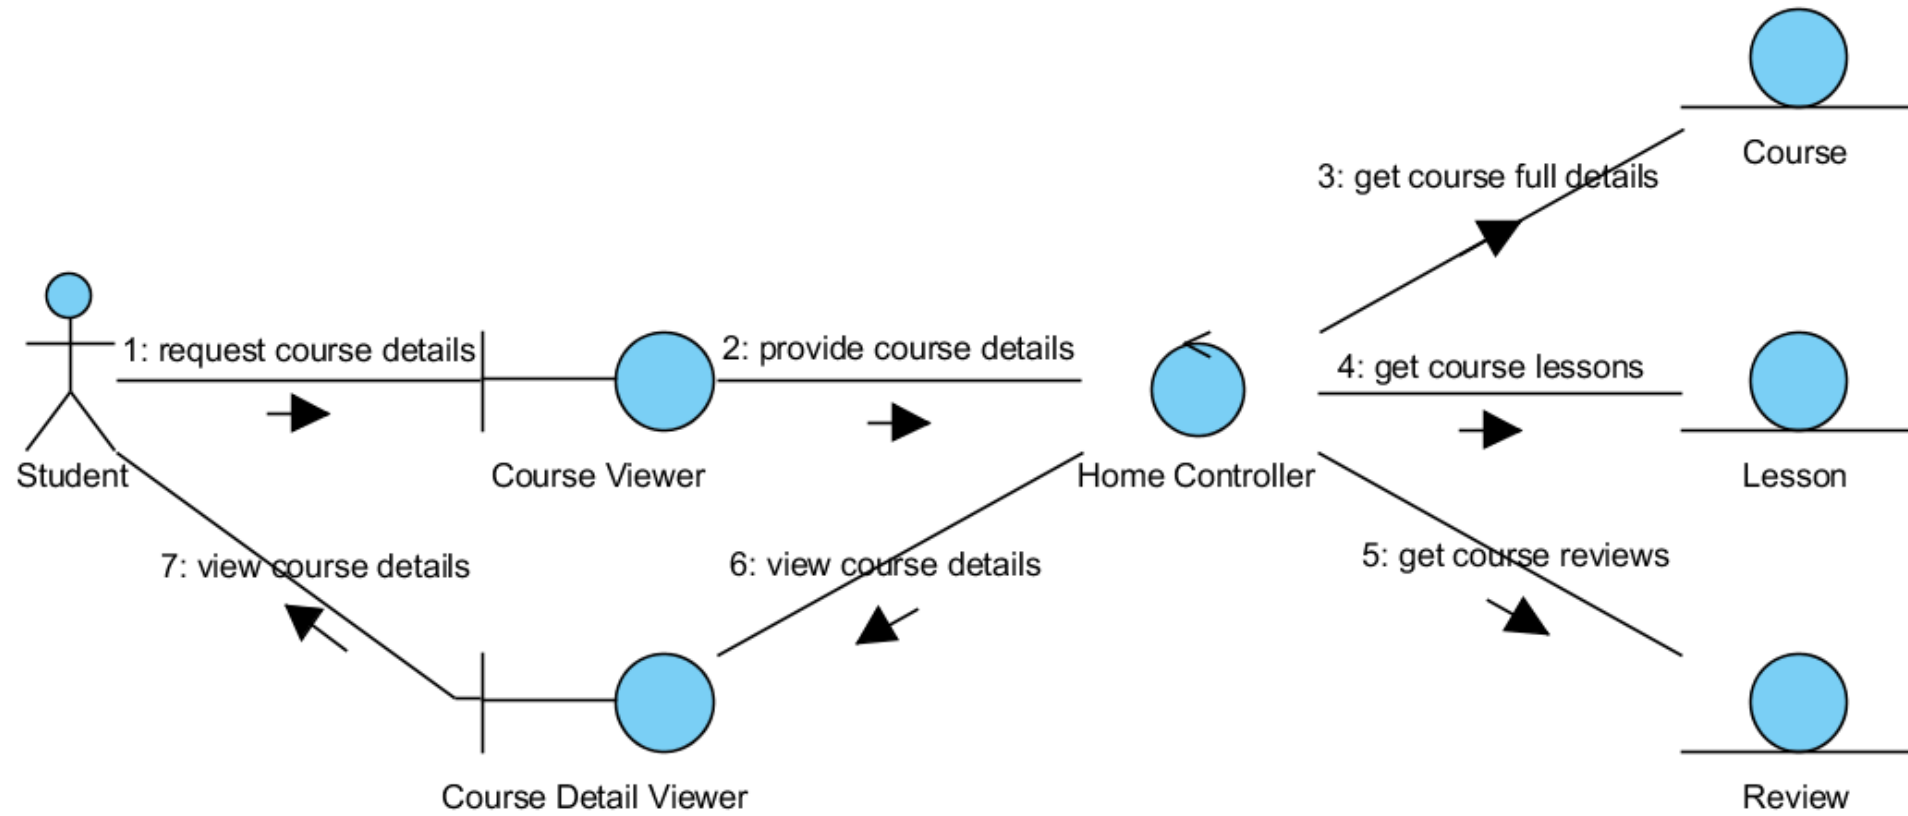 Course
3: get course full details
1: request course details
2: provide course details
4: get course lessons
Student
Course Viewer
Home Controller
Lesson
7: view course details
6: view course details
5: get course reviews
Course Detail Viewer
Review